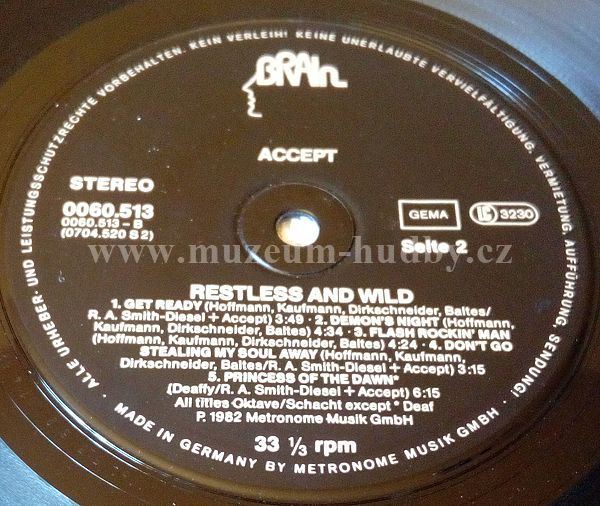 ALLE URHEBER- UND LEISTUNGSSCHUTZRECHTE VORBEHALTEN. KEIN VERLEIH! KEINE UNERLAUBTE VERVIELFÄLTIGUNG, VERMIETUNG, AUFFÜHRUNG, SENDUNG!
BRAIN
ACCEPT
STEREO
0060.513
0060.513-B
(0704.520 S 2)
GEMA
LC 3230
Seite 2
www.muzeum-hudby.cz
RESTLESS AND WILD
1. GET READY (Hoffmann, Kaufmann, Dirkschneider, Baltes/
R. A. Smith-Diesel + Accept) 3:49 · 2. DEMON'S NIGHT (Hoffmann,
Kaufmann, Dirkschneider, Baltes) 4:34 · 3. FLASH ROCKIN' MAN
(Hoffmann, Kaufmann, Dirkschneider, Baltes) 4:24 · 4. DON'T GO
STEALING MY SOUL AWAY (Hoffmann, Kaufmann,
Dirkschneider, Baltes/R. A. Smith-Diesel + Accept) 3:15
5. PRINCESS OF THE DAWN*
(Deaffy/R. A. Smith-Diesel + Accept) 6:15
All titles Oktave/Schacht except * Deaf
P. 1982 Metronome Musik GmbH
33 ⅓ rpm
· MADE IN GERMANY BY METRONOME MUSIK GMBH ·